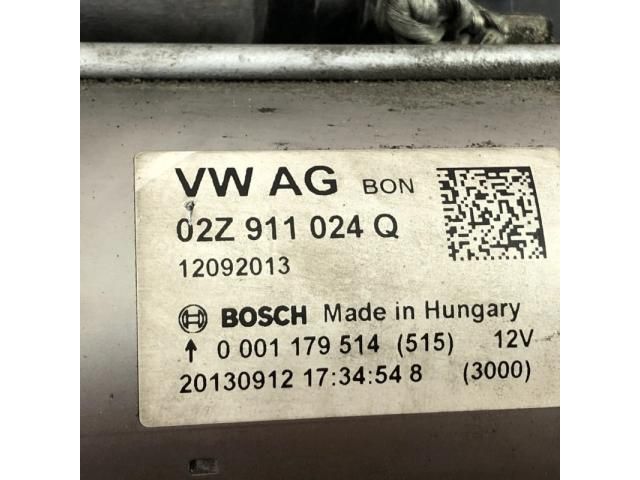 VW AG BON
02Z 911 024 Q
12092013
BOSCH Made in Hungary
↑ 0 001 179 514 (515) 12V
20130912 17:34:54 8 (3000)